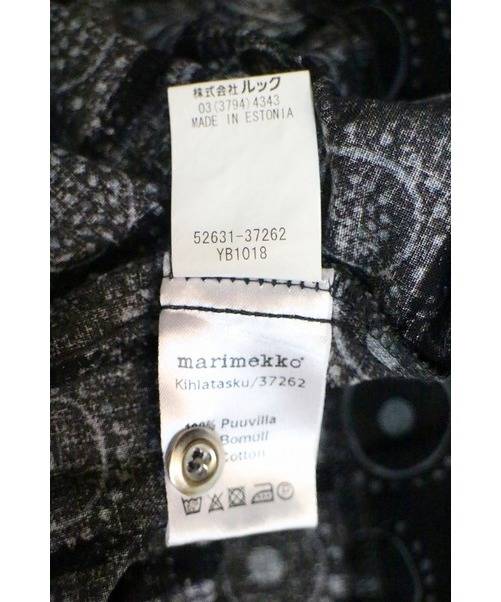 株式会社 ルック
03(3794)4343
MADE IN ESTONIA
52631-37262
YB1018
marimekko®
Kihlatasku/37262
Puuvilla
Bomull
Cotton